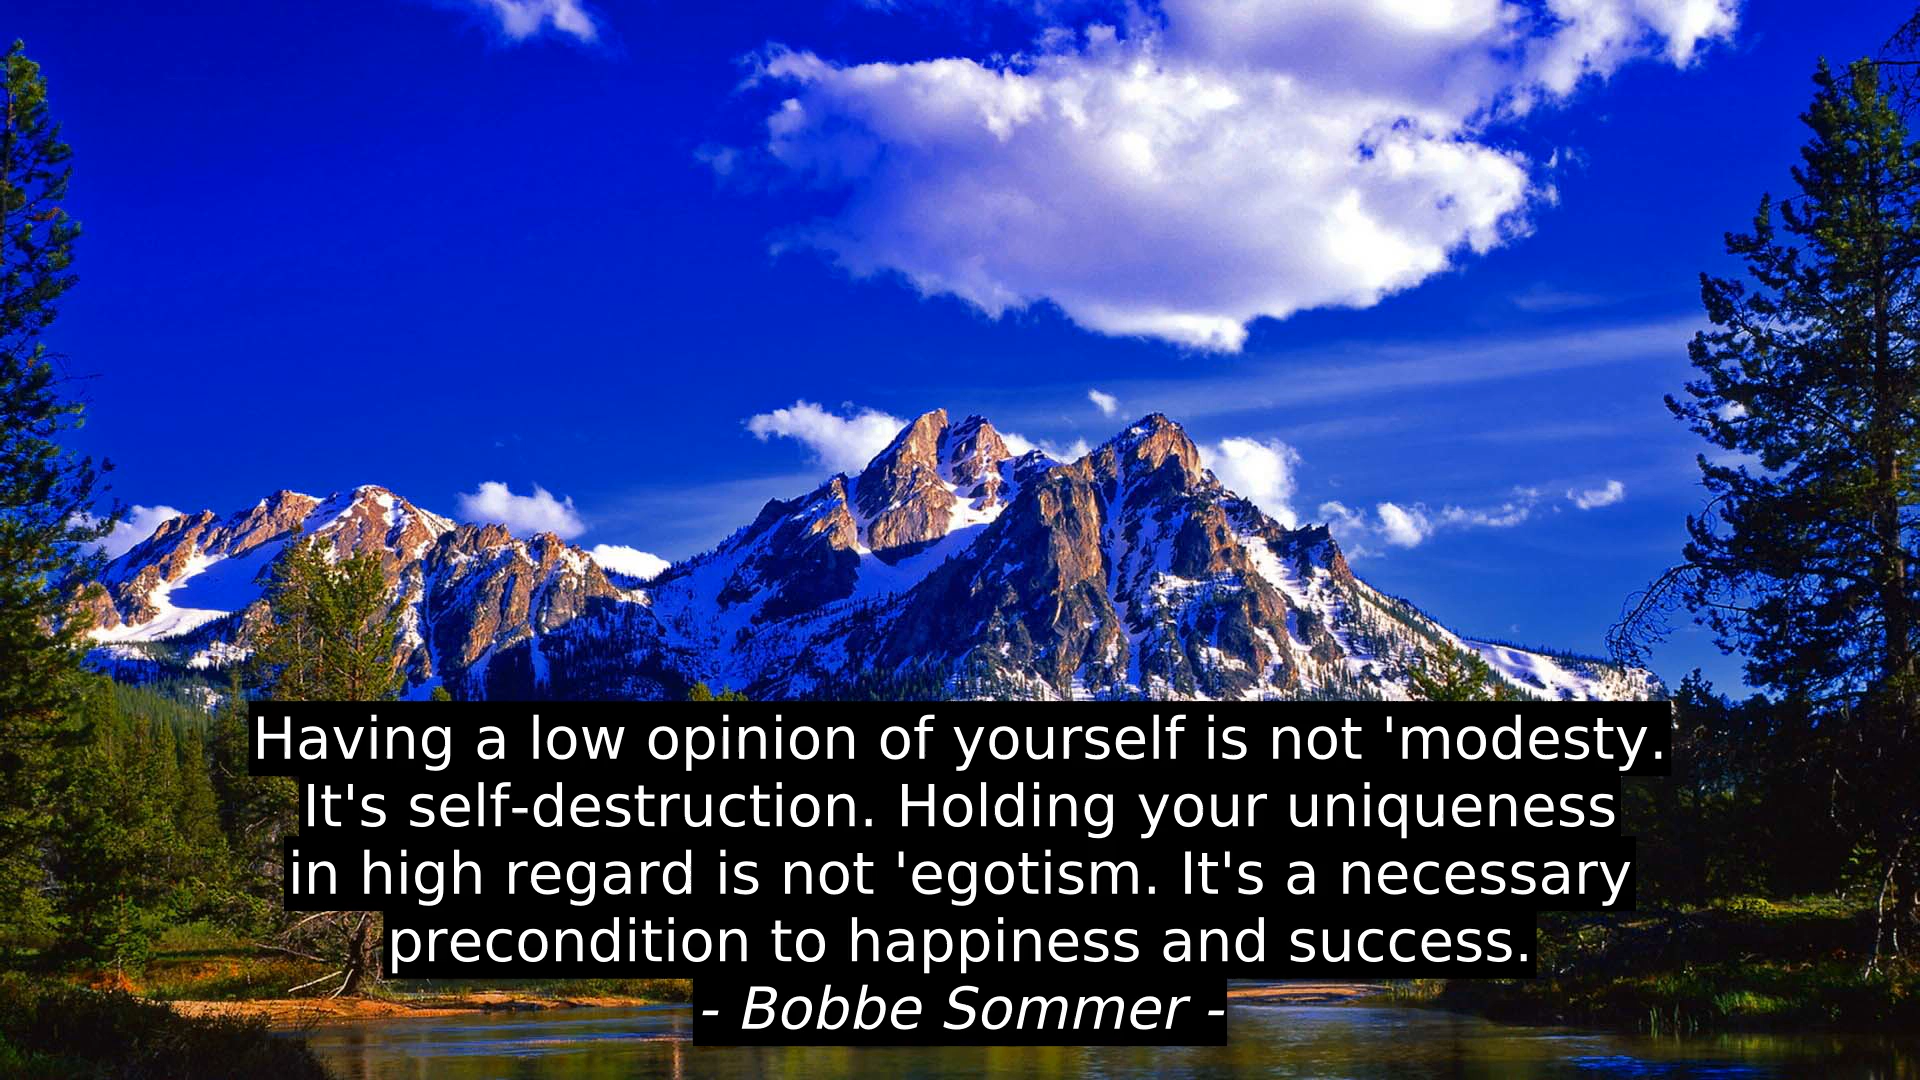 Having a low opinion of yourself is not 'modesty.
It's self-destruction. Holding your uniqueness
in high regard is not 'egotism. It's a necessary
precondition to happiness and success.
- Bobbe Sommer -